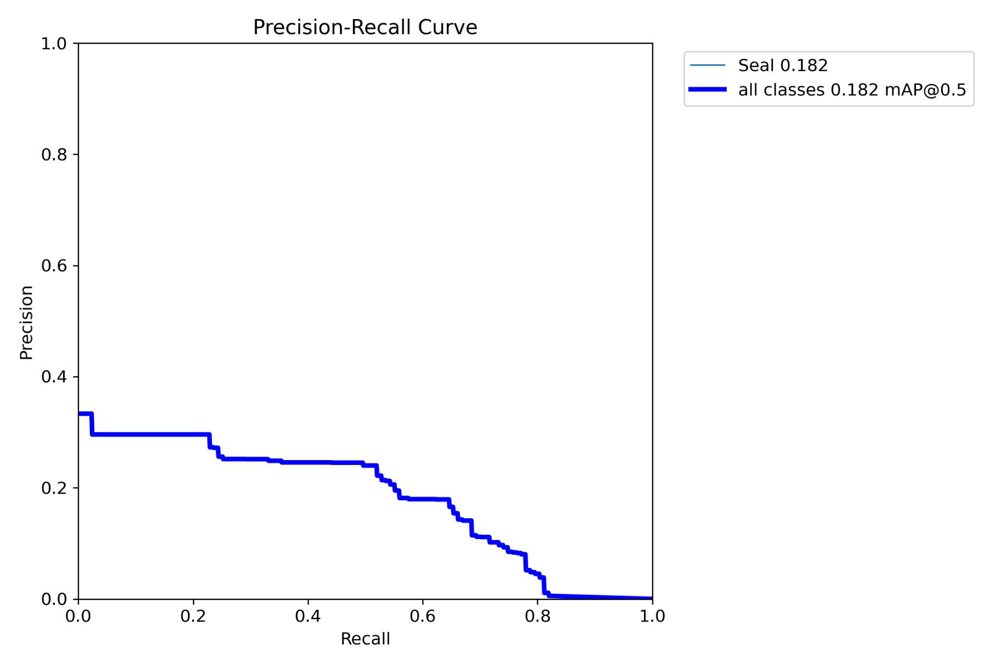 Precision-Recall Curve
1.0
0.8
0.6
0.4
0.2
0.0
Precision
0.0 0.2 0.4 0.6 0.8 1.0
Recall
Seal 0.182
all classes 0.182 mAP@0.5